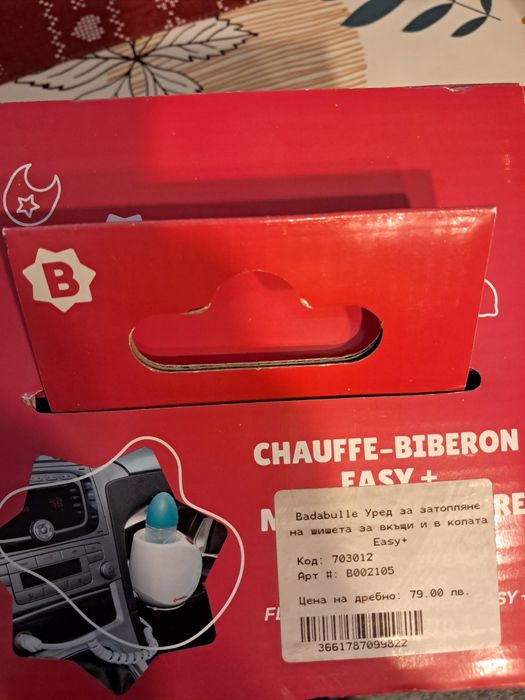 B
CHAUFFE-BIBERON
EASY +
Badabulle Уред за затопляне
на шишета за вкъщи и в колата
Easy+
Код: 703012
Арт #: B002105
Цена на дребно: 79.00 лв.
3661787099822